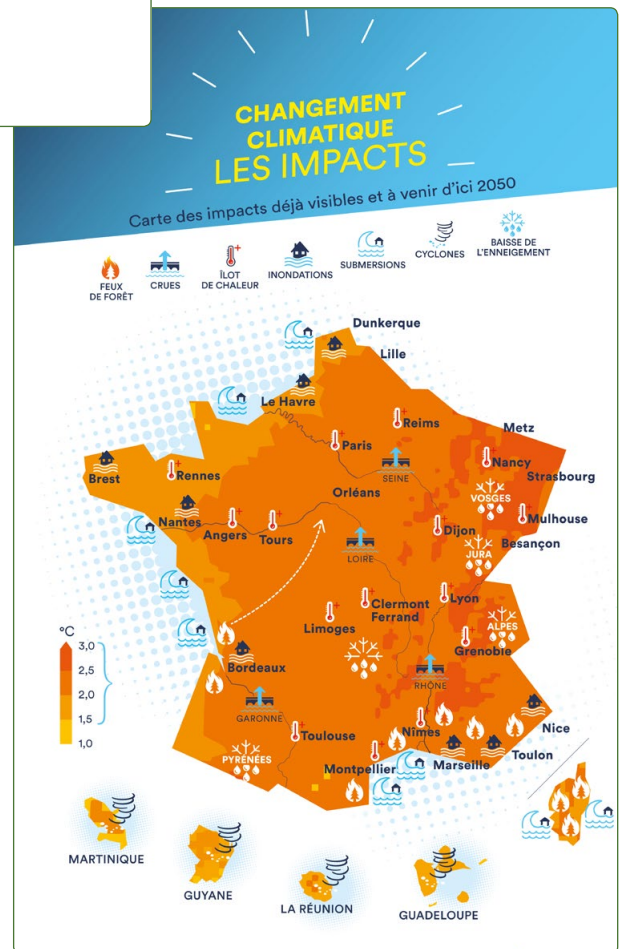 CHANGEMENT
CLIMATIQUE
LES IMPACTS
Carte des impacts déjà visibles et à venir d'ici 2050
FEUX
DE FORÊT
CRUES
ÎLOT
DE CHALEUR
INONDATIONS
SUBMERSIONS
CYCLONES
BAISSE DE
L'ENNEIGEMENT
Dunkerque
Lille
Le Havre
Reims
Metz
Paris
Nancy
Strasbourg
SEINE
Brest
Rennes
VOSGES
Orléans
Nantes
Angers
Tours
Dijon
Mulhouse
Besançon
JURA
LOIRE
Lyon
Clermont
Ferrand
Limoges
ALPES
Grenoble
°C
3,0
2,5
2,0
1,5
1,0
Bordeaux
RHÔNE
GARONNE
Nîmes
Nice
Toulouse
Toulon
PYRÉNÉES
Montpellier
Marseille
MARTINIQUE
GUYANE
LA RÉUNION
GUADELOUPE